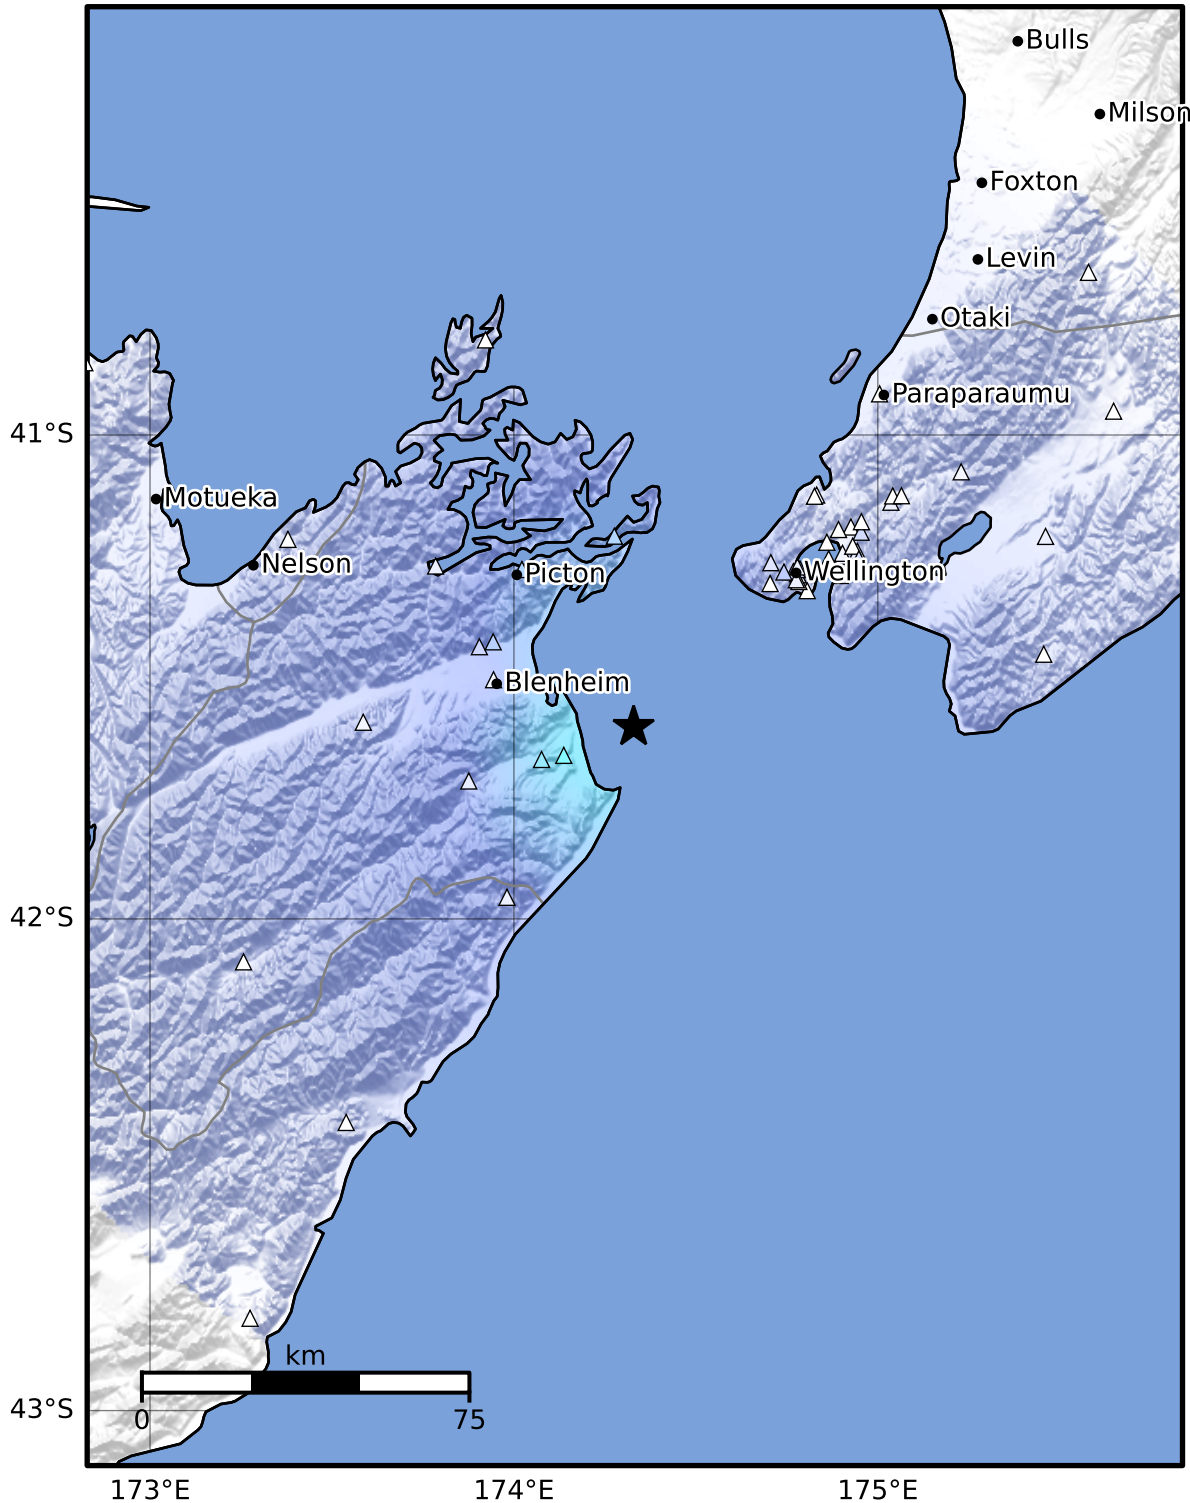 Bulls
Milson
Foxton
Levin
Otaki
Paraparaumu
41°S
Motueka
Nelson
Picton
Wellington
Blenheim
42°S
km
0
75
43°S
173°E
174°E
175°E